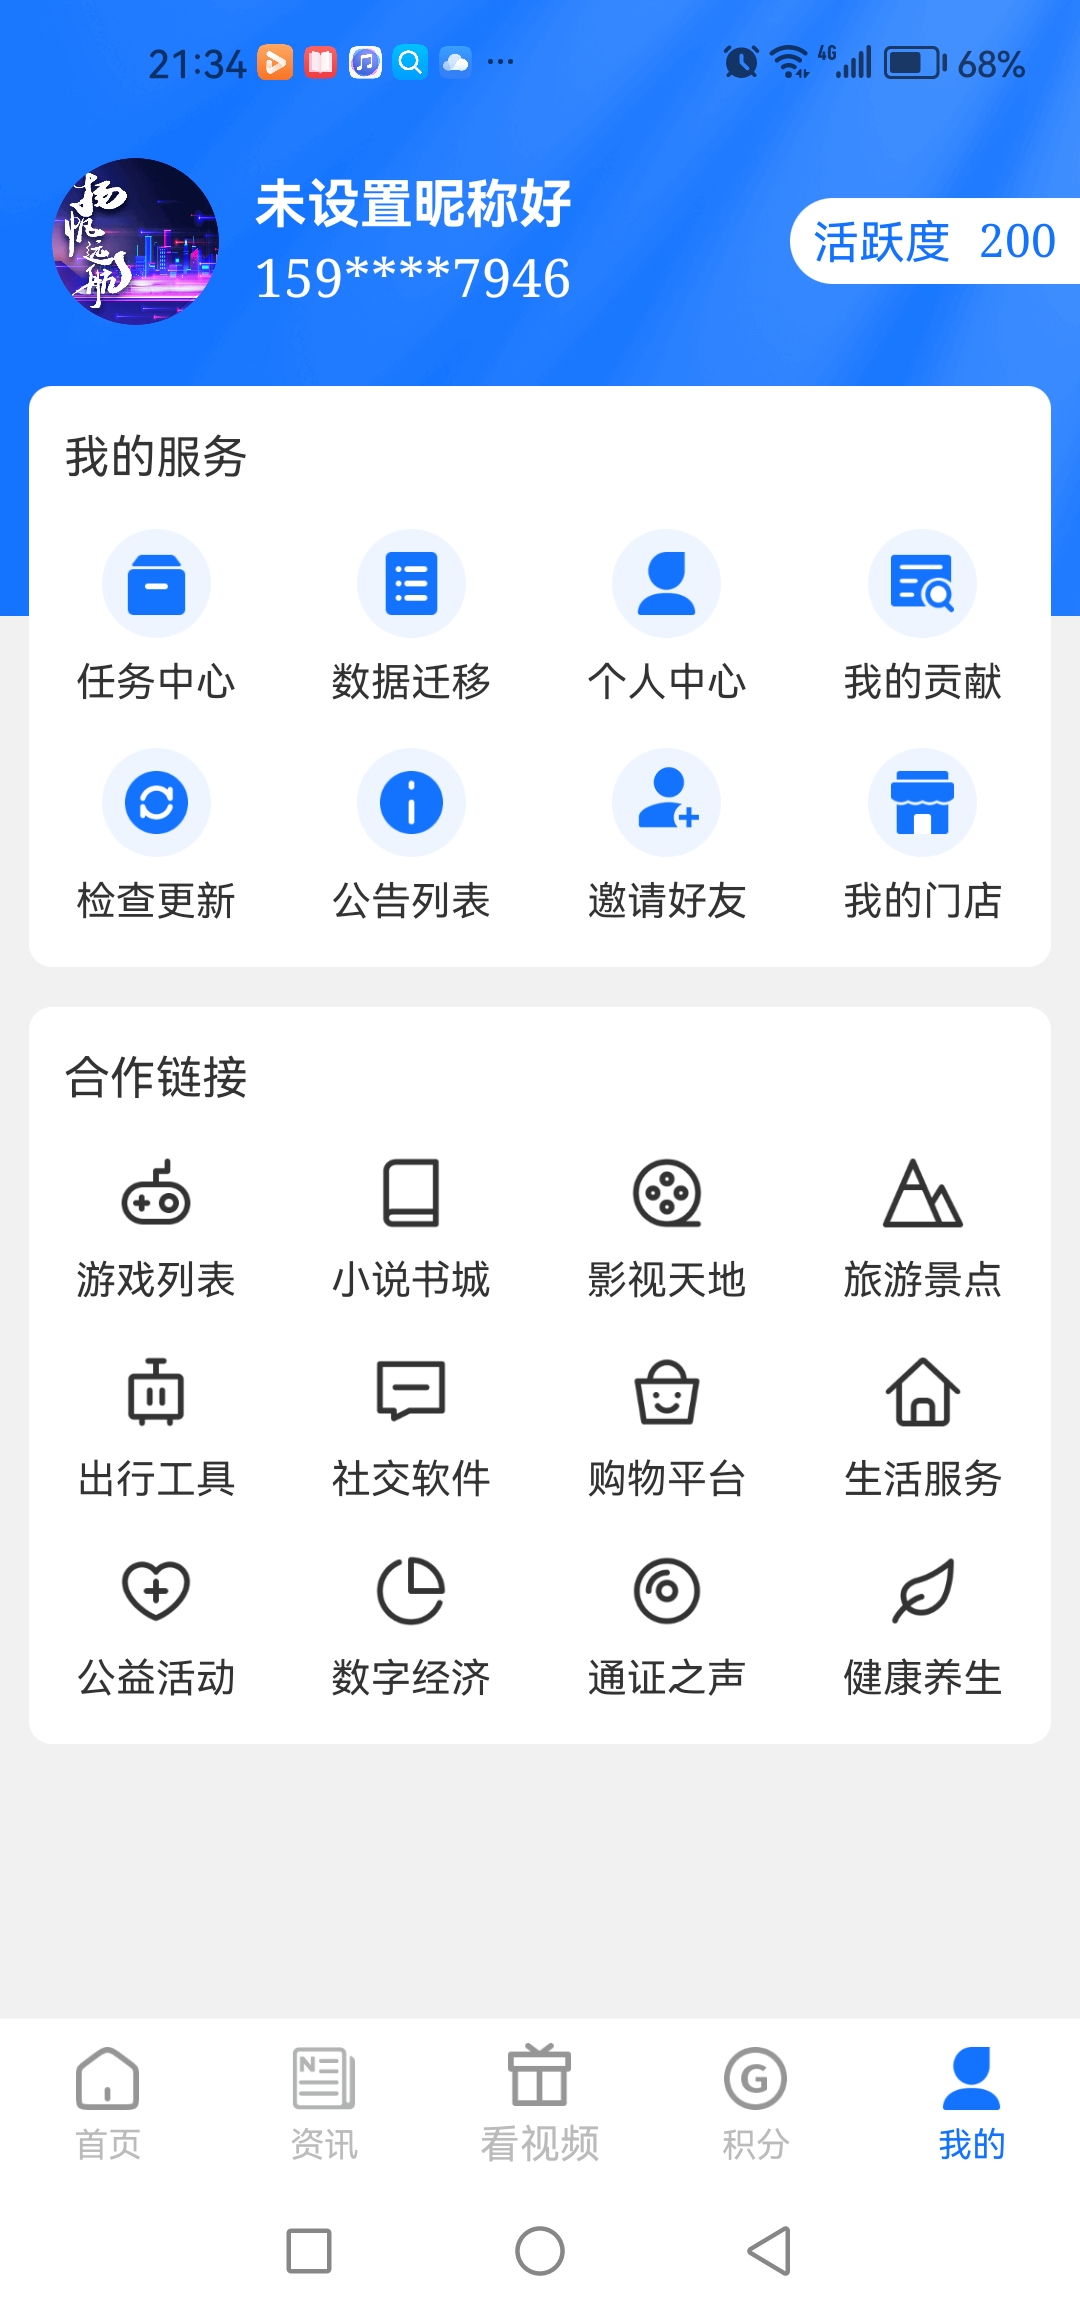 21:34 4G 68%
扬帆远航
未设置昵称好
159****7946
活跃度 200
我的服务
任务中心 数据迁移 个人中心 我的贡献
检查更新 公告列表 邀请好友 我的门店
合作链接
游戏列表 小说书城 影视天地 旅游景点
出行工具 社交软件 购物平台 生活服务
公益活动 数字经济 通证之声 健康养生
首页 资讯 看视频 积分 我的